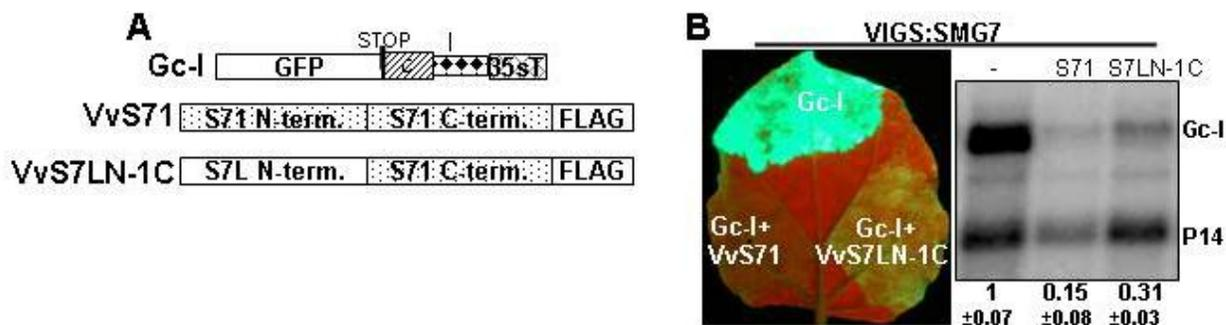 A
STOP I
Gc-I GFP C 35sT
VvS71 S71 N-term. S71 C-term. FLAG
VvS7LN-1C S7L N-term. S71 C-term. FLAG
B
VIGS:SMG7
- S71 S7LN-1C
Gc-I
Gc-I+
VvS71
Gc-I+
VvS7LN-1C
Gc-I
P14
1 0.15 0.31
±0.07 ±0.08 ±0.03